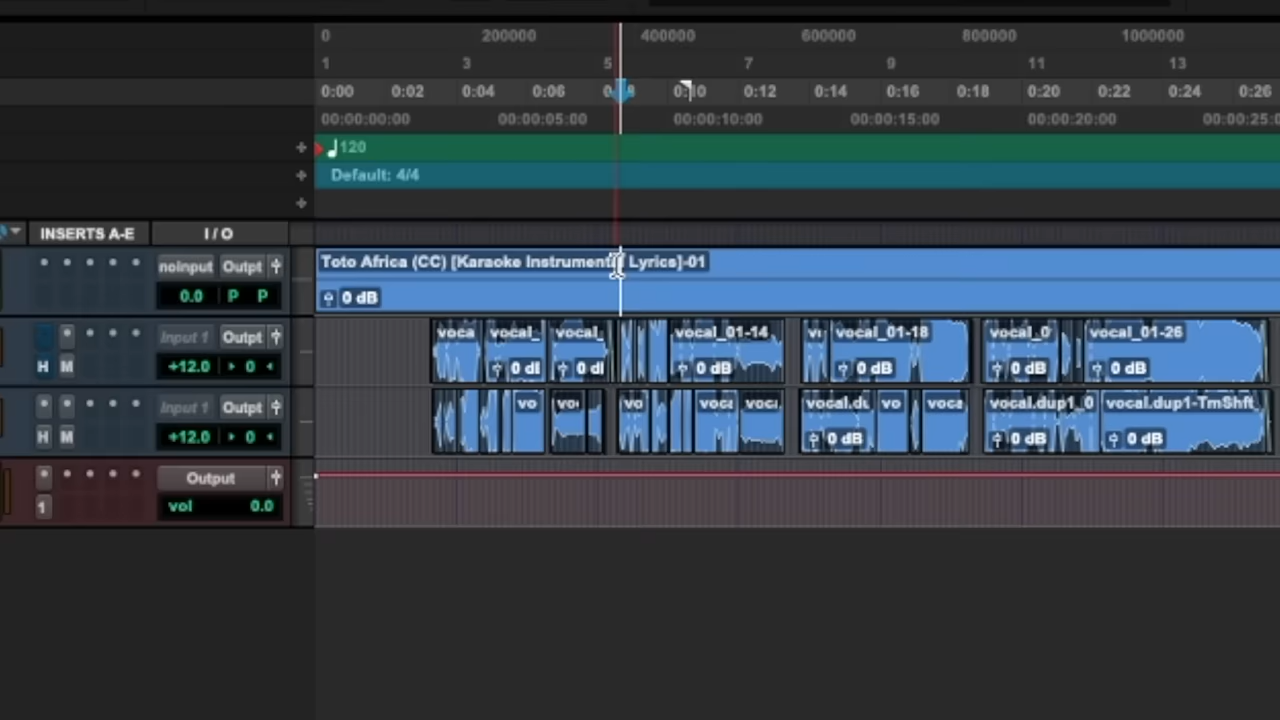 0 200000 400000 600000 800000 1000000
1 3 5 7 9 11 13
0:00 0:02 0:04 0:06 0:10 0:12 0:14 0:16 0:18 0:20 0:22 0:24 0:26
00:00:00:00 00:00:05:00 00:00:10:00 00:00:15:00 00:00:20:00 00:00:25:0
+ 120
+ Default: 4/4
+
INSERTS A-E I / O
noinput Outpt Toto Africa (CC) [Karaoke Instrument Lyrics]-01
0.0 P P 0 dB
Input 1 Outpt voca vocal_ vocal_ vocal_01-14 vocal_01-18 vocal_0 vocal_01-26
H M +12.0 0 0 dB 0 dB 0 dB 0 dB
Input 1 Outpt vo vo vo voca voca vocal.du vo voca vocal.dup1_0 vocal.dup1-TmShft_
H M +12.0 0 0 dB 0 dB 0 dB
Output
1 vol 0.0